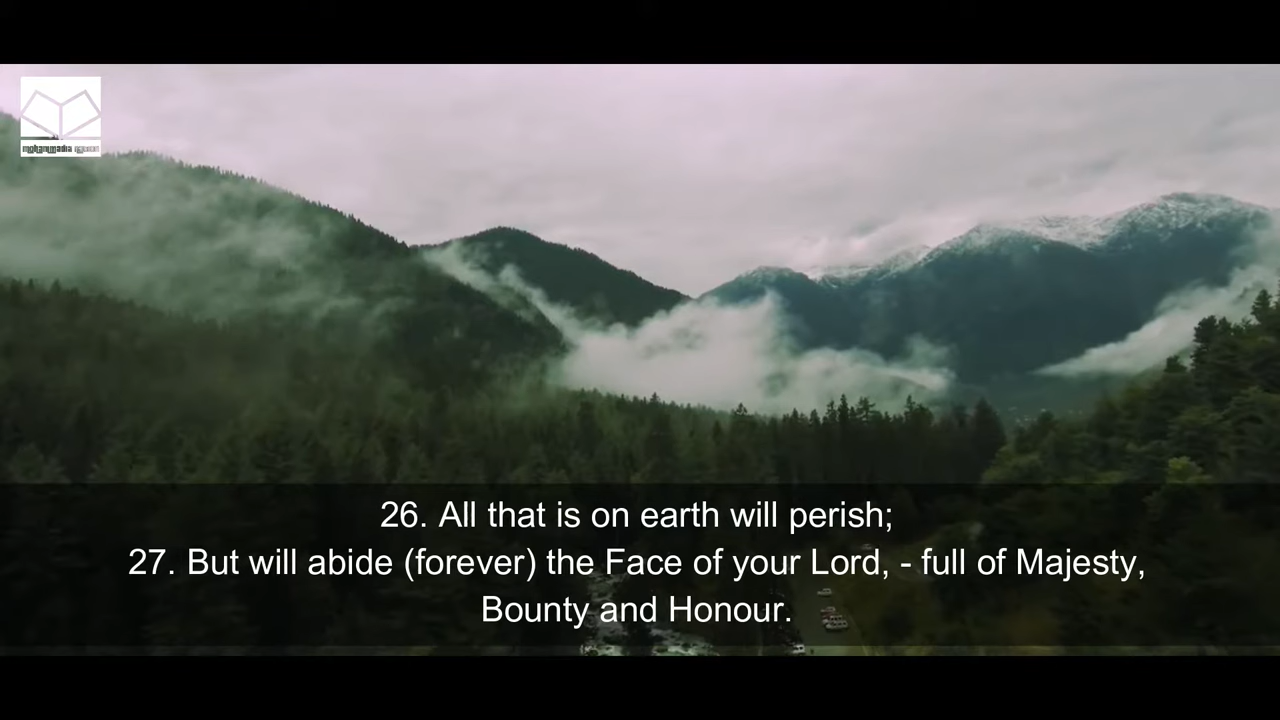 26. All that is on earth will perish;
27. But will abide (forever) the Face of your Lord, - full of Majesty,
Bounty and Honour.